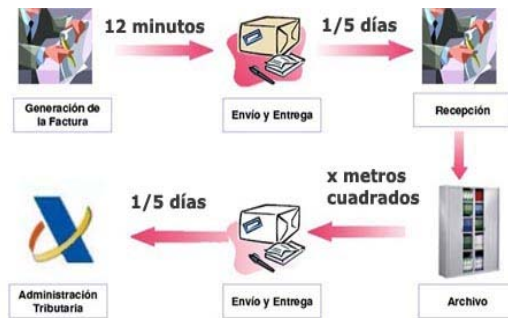 12 minutos
1/5 días
Generación de
la Factura
Envío y Entrega
Recepción
x metros
cuadrados
1/5 días
Administración
Tributaria
Envío y Entrega
Archivo